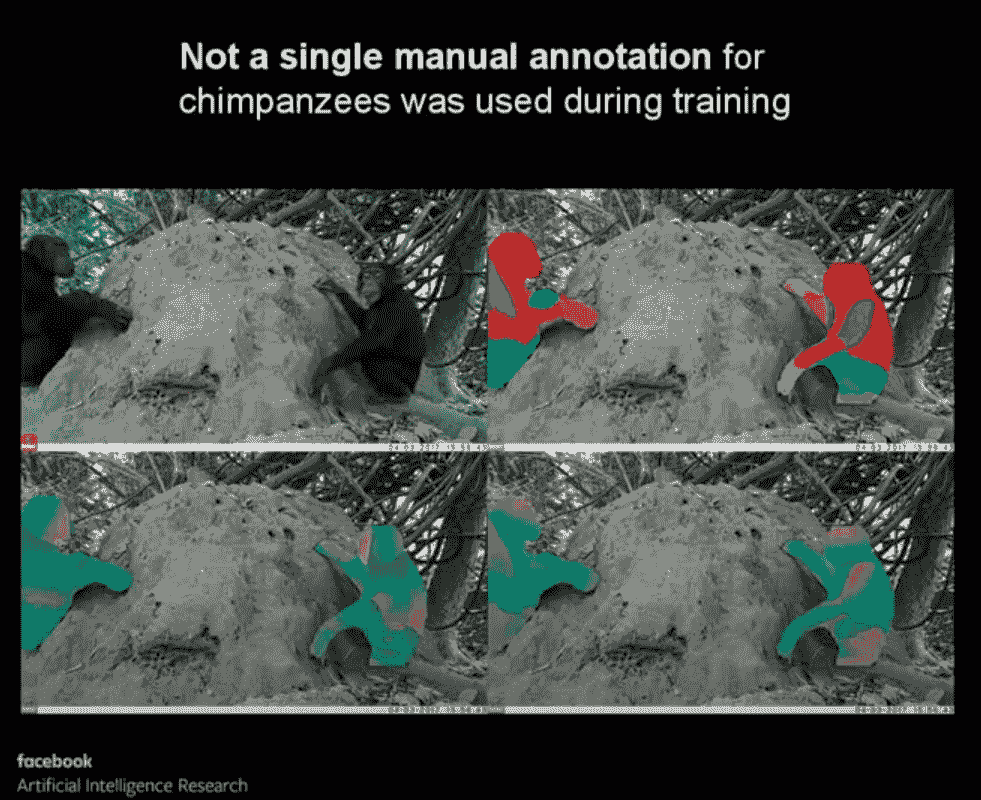 Not a single manual annotation for
chimpanzees was used during training
facebook
Artificial Intelligence Research